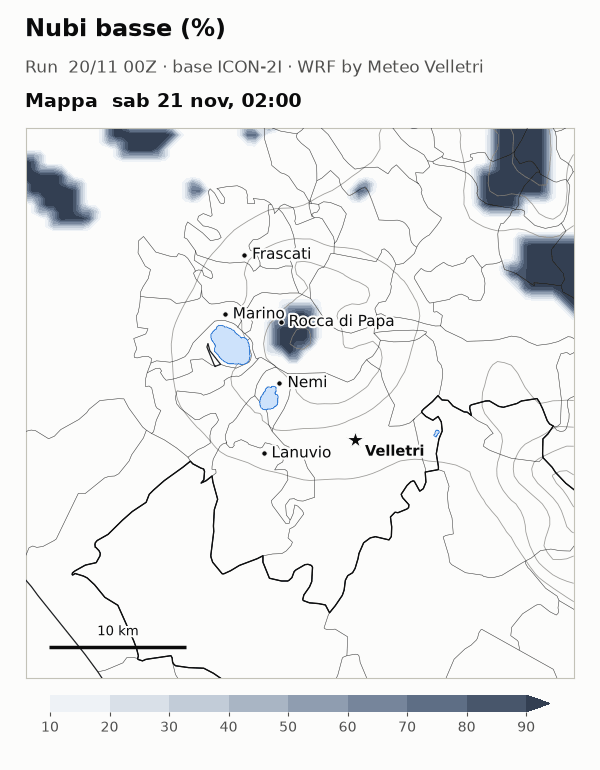 Nubi basse (%)
Run  20/11 00Z · base ICON-2I · WRF by Meteo Velletri
Mappa  sab 21 nov, 02:00
Frascati
Marino
Rocca di Papa
Nemi
Velletri
Lanuvio
10 km
10 20 30 40 50 60 70 80 90